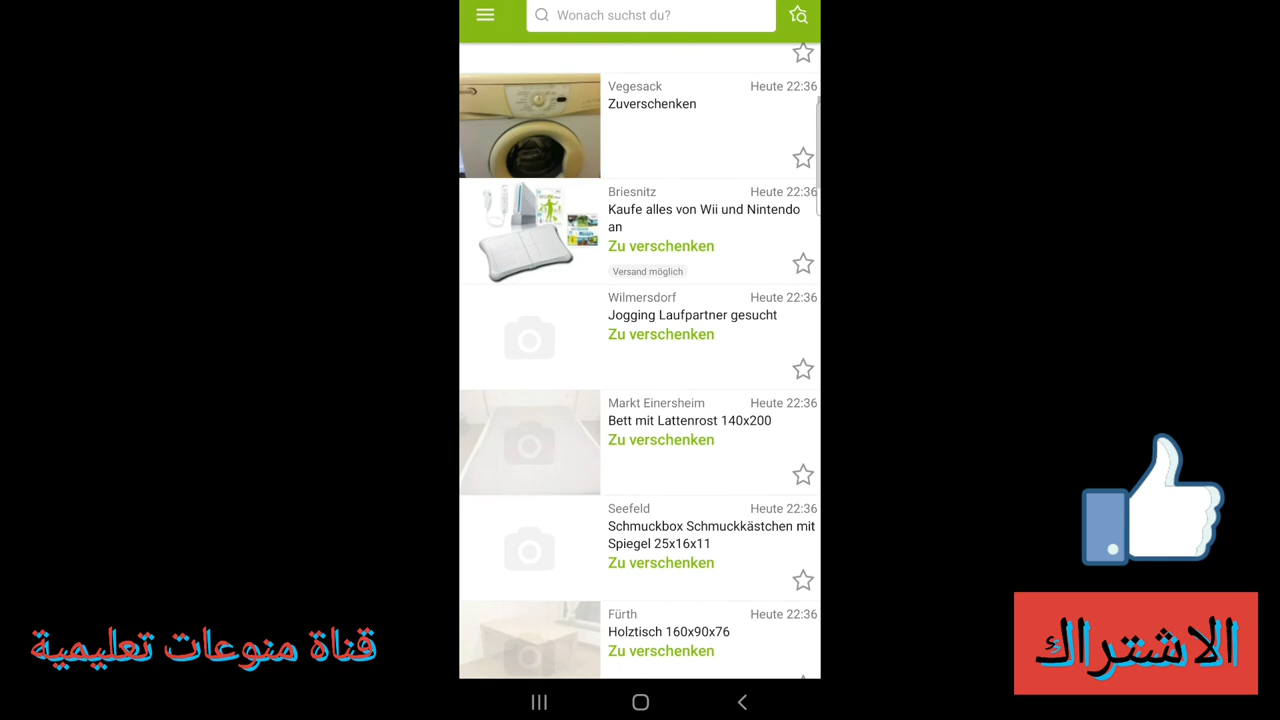 Wonach suchst du?
Vegesack Heute 22:36
Zuverschenken
Briesnitz Heute 22:36
Kaufe alles von Wii und Nintendo
an
Zu verschenken
Versand möglich
Wilmersdorf Heute 22:36
Jogging Laufpartner gesucht
Zu verschenken
Markt Einersheim Heute 22:36
Bett mit Lattenrost 140x200
Zu verschenken
Seefeld Heute 22:36
Schmuckbox Schmuckkästchen mit
Spiegel 25x16x11
Zu verschenken
Fürth Heute 22:36
Holztisch 160x90x76
Zu verschenken
قناة منوعات تعليمية
الاشتراك